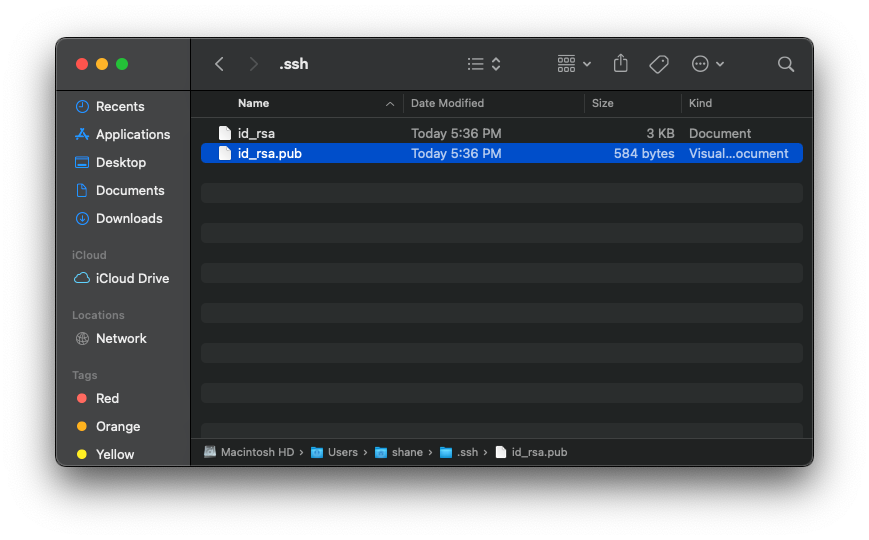 .ssh
Recents
Applications
Desktop
Documents
Downloads
iCloud
iCloud Drive
Locations
Network
Tags
Red
Orange
Yellow
Name Date Modified Size Kind
id_rsa Today 5:36 PM 3 KB Document
id_rsa.pub Today 5:36 PM 584 bytes Visual...ocument
Macintosh HD › Users › shane › .ssh › id_rsa.pub